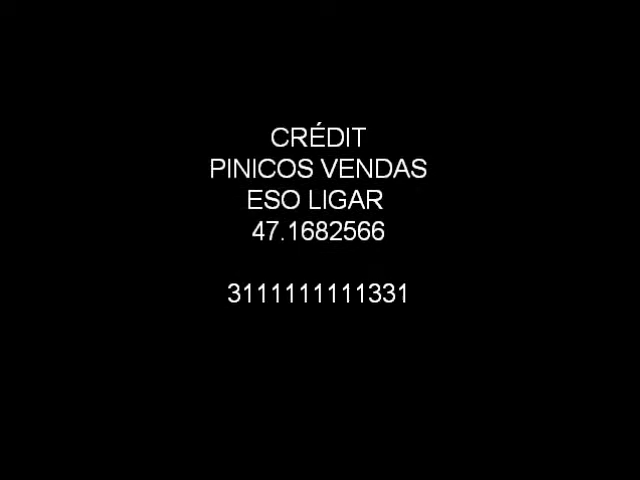 CRÉDIT
PINICOS VENDAS
ESO LIGAR
47.1682566
3111111111331